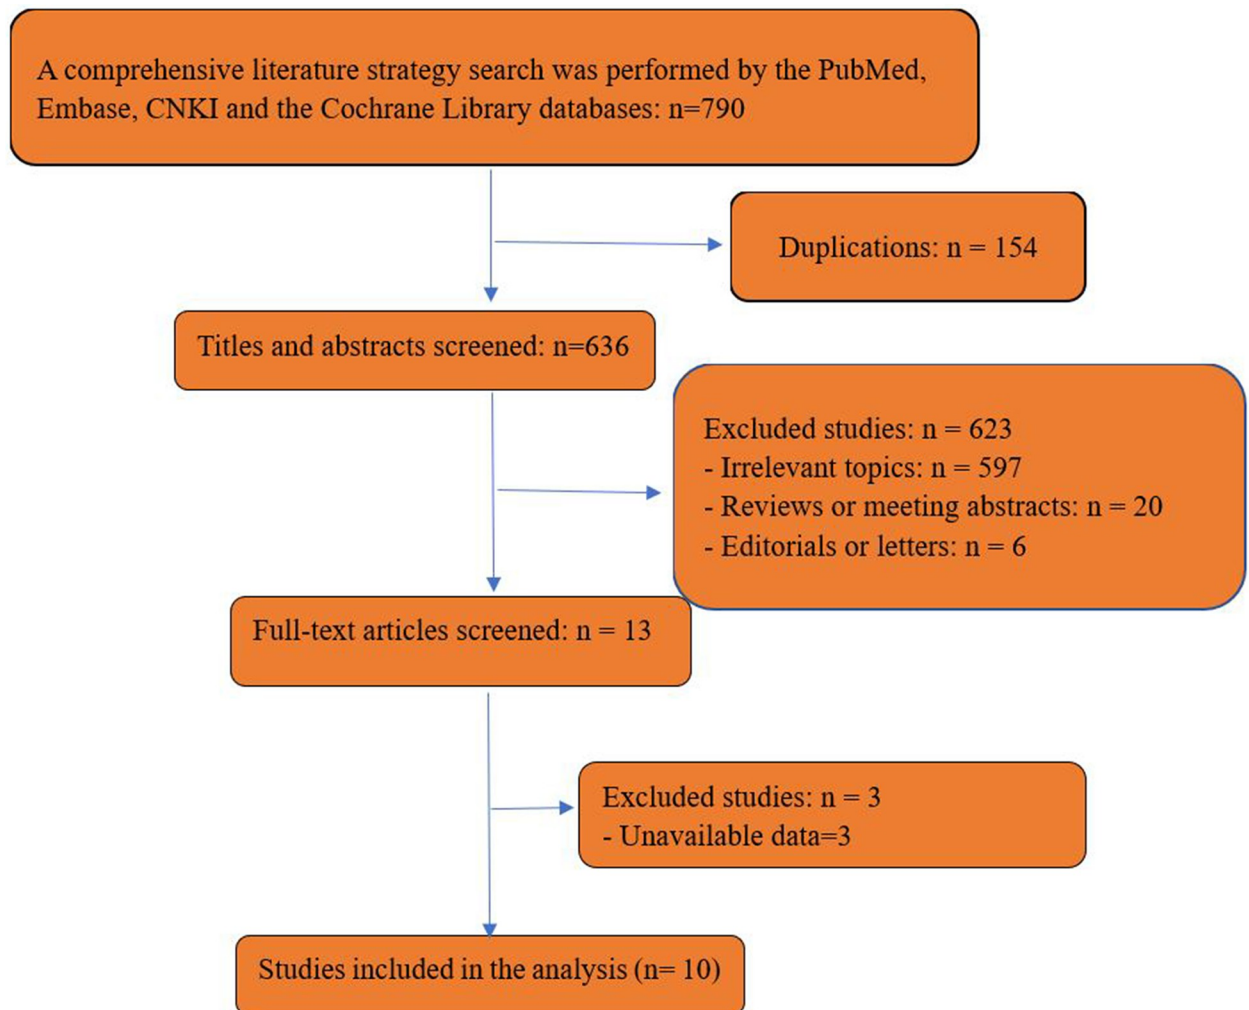 A comprehensive literature strategy search was performed by the PubMed,
Embase, CNKI and the Cochrane Library databases: n=790
Duplications: n = 154
Titles and abstracts screened: n=636
Excluded studies: n = 623
- Irrelevant topics: n = 597
- Reviews or meeting abstracts: n = 20
- Editorials or letters: n = 6
Full-text articles screened: n = 13
Excluded studies: n = 3
- Unavailable data=3
Studies included in the analysis (n= 10)